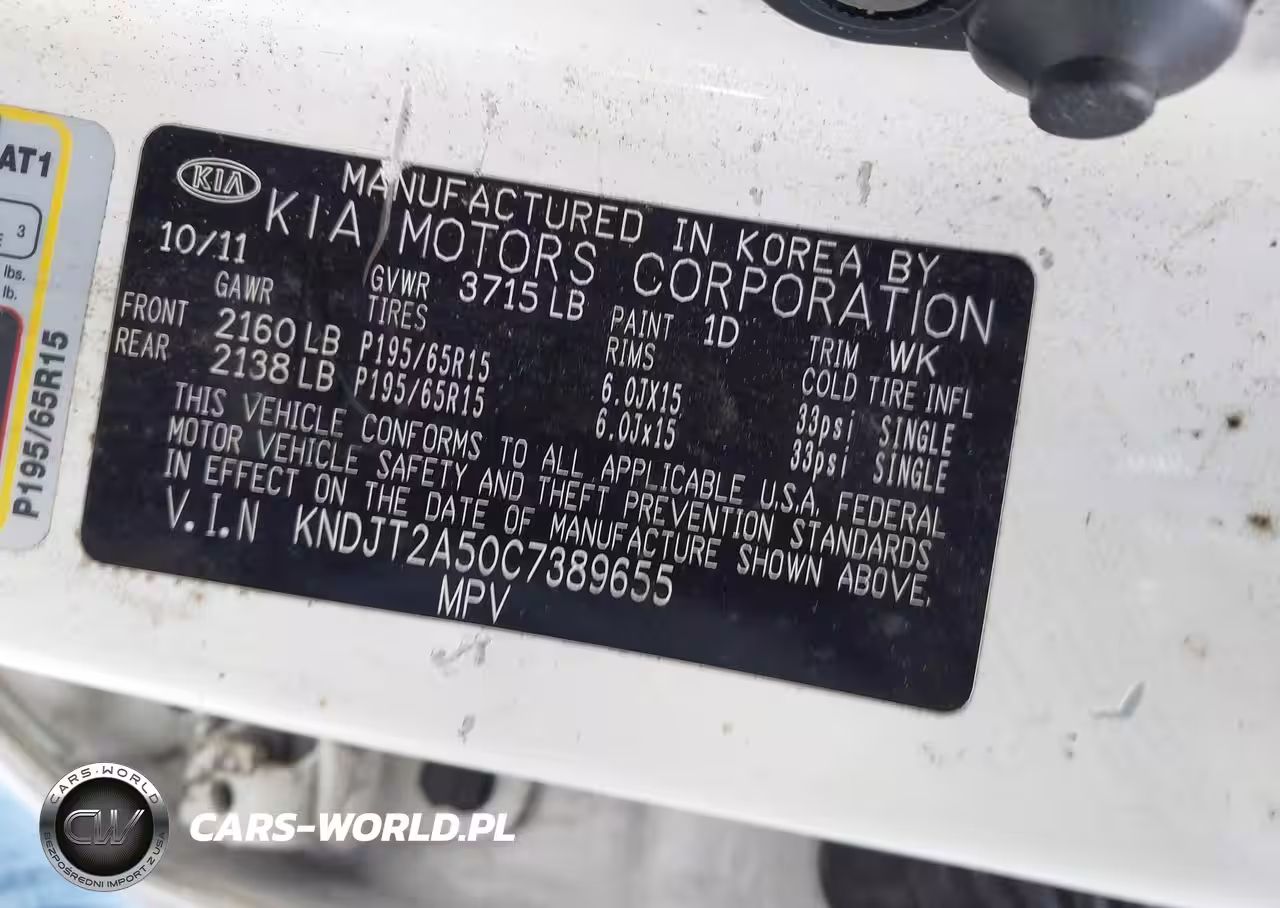 KIA
MANUFACTURED IN KOREA BY
KIA MOTORS CORPORATION
10/11
GAWR GVWR 3715 LB PAINT 1D TRIM WK
TIRES RIMS COLD TIRE INFL
FRONT 2160 LB P195/65R15 6.0JX15 33psi SINGLE
REAR 2138 LB P195/65R15 6.0Jx15 33psi SINGLE
THIS VEHICLE CONFORMS TO ALL APPLICABLE U.S.A. FEDERAL
MOTOR VEHICLE SAFETY AND THEFT PREVENTION STANDARDS
IN EFFECT ON THE DATE OF MANUFACTURE SHOWN ABOVE.
V.I.N KNDJT2A50C7389655
MPV
AT1
3
lbs.
lb.
P195/65R15
CARS-WORLD
CW
BEZPOŚREDNI IMPORT Z USA
CARS-WORLD.PL